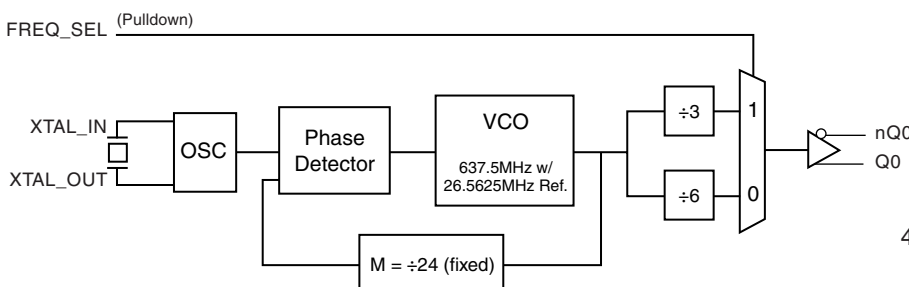 FREQ_SEL (Pulldown)
XTAL_IN
XTAL_OUT
OSC
Phase
Detector
VCO
637.5MHz w/
26.5625MHz Ref.
M = ÷24 (fixed)
÷3
÷6
1
0
nQ0
Q0
4